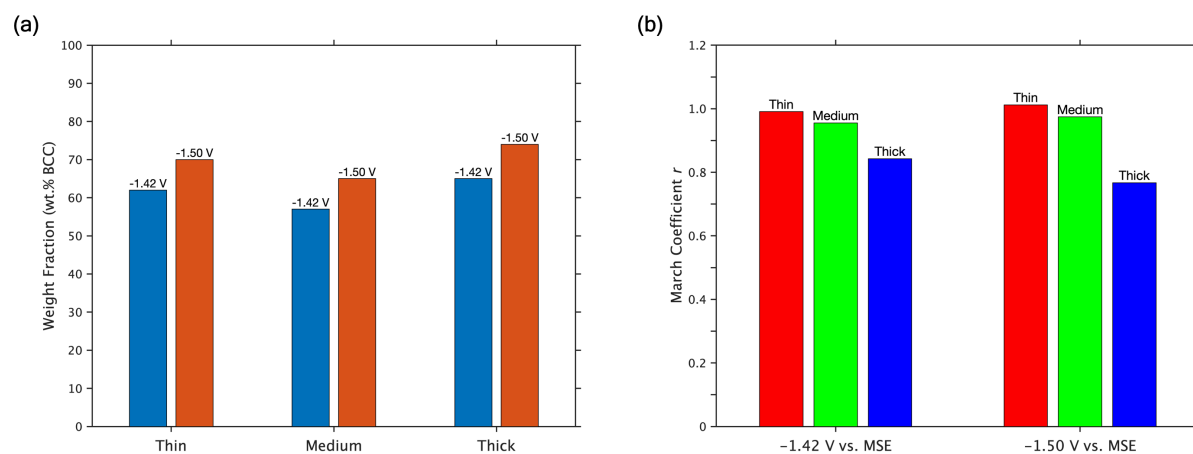 (a)
Weight Fraction (wt.% BCC)
100
90
80
70
60
50
40
30
20
10
0
-1.42 V
-1.50 V
-1.42 V
-1.50 V
-1.42 V
-1.50 V
Thin
Medium
Thick
(b)
March Coefficient r
1.2
1.0
0.8
0.6
0.4
0.2
0
Thin
Medium
Thick
Thin
Medium
Thick
-1.42 V vs. MSE
-1.50 V vs. MSE